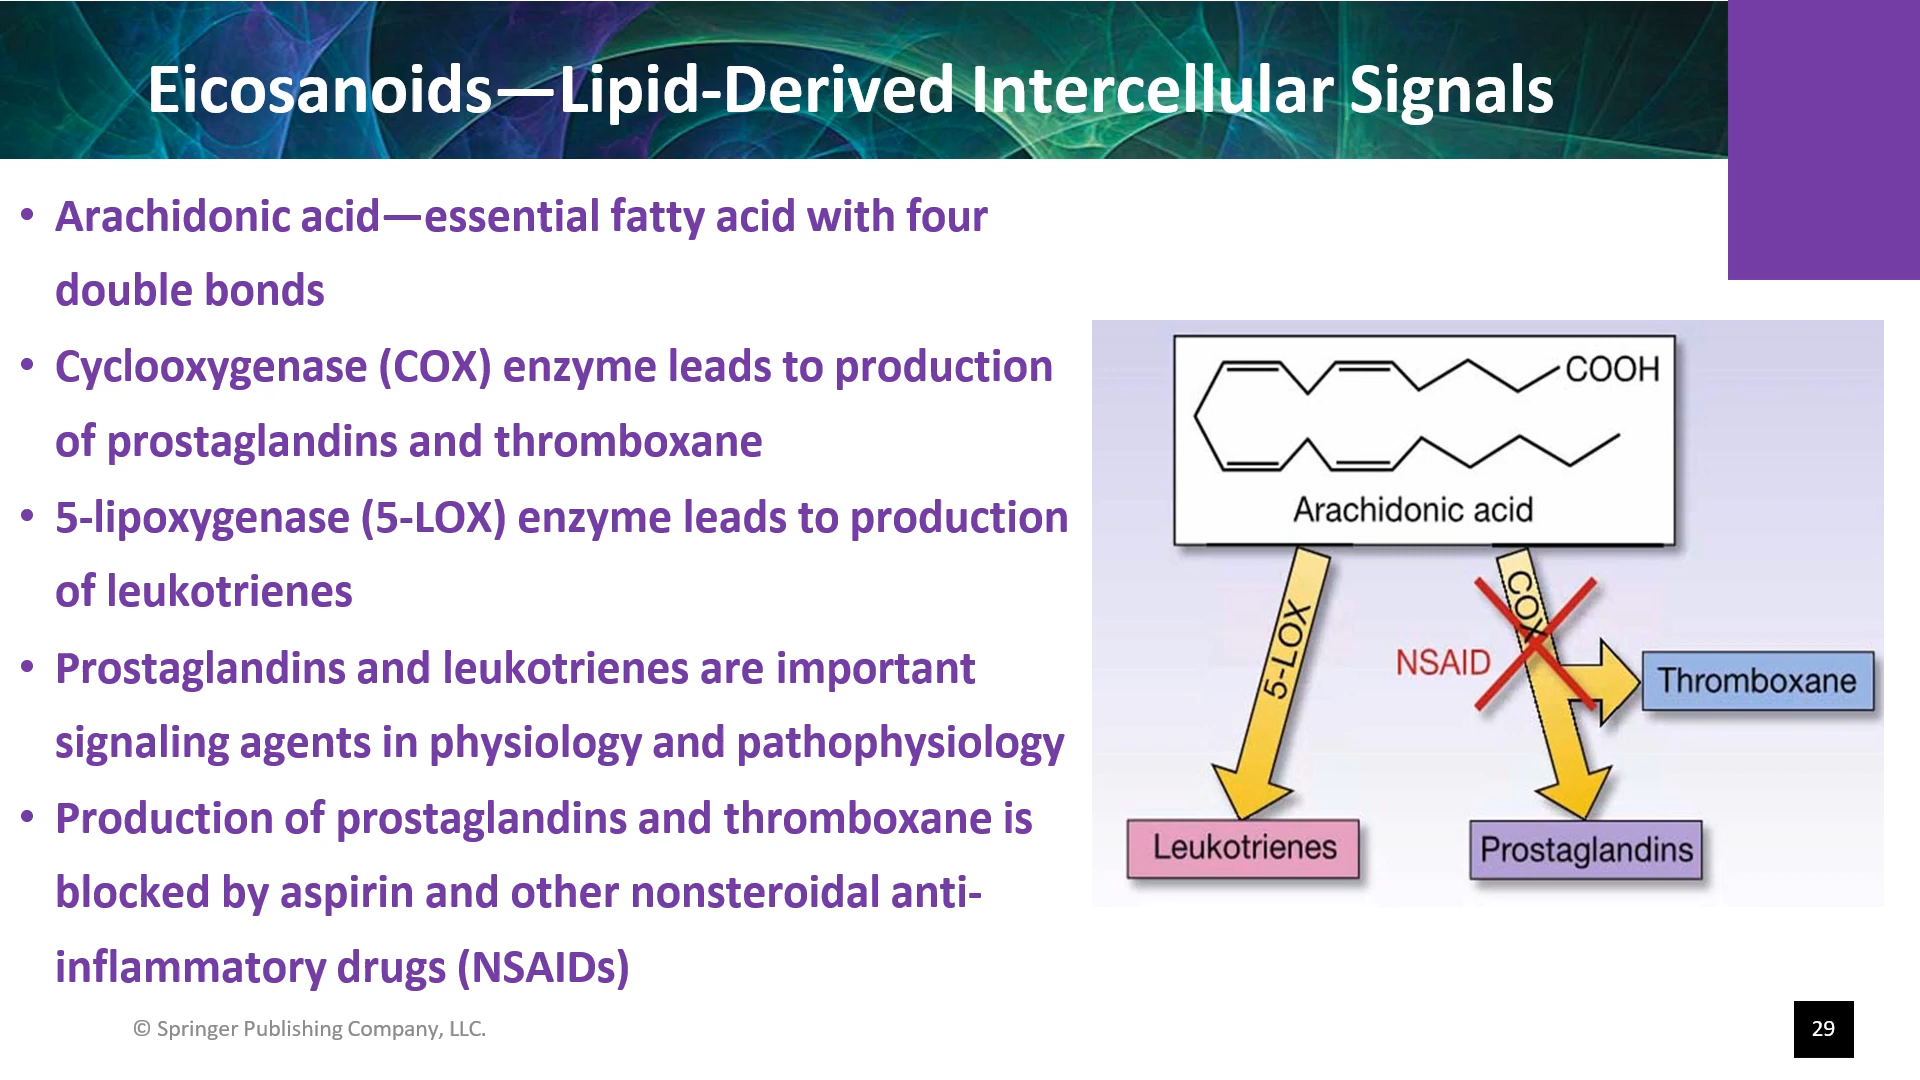 Eicosanoids—Lipid-Derived Intercellular Signals
• Arachidonic acid—essential fatty acid with four
double bonds
• Cyclooxygenase (COX) enzyme leads to production
of prostaglandins and thromboxane
• 5-lipoxygenase (5-LOX) enzyme leads to production
of leukotrienes
• Prostaglandins and leukotrienes are important
signaling agents in physiology and pathophysiology
• Production of prostaglandins and thromboxane is
blocked by aspirin and other nonsteroidal anti-
inflammatory drugs (NSAIDs)
COOH
Arachidonic acid
5-LOX
COX
NSAID
Thromboxane
Leukotrienes
Prostaglandins
© Springer Publishing Company, LLC.
29